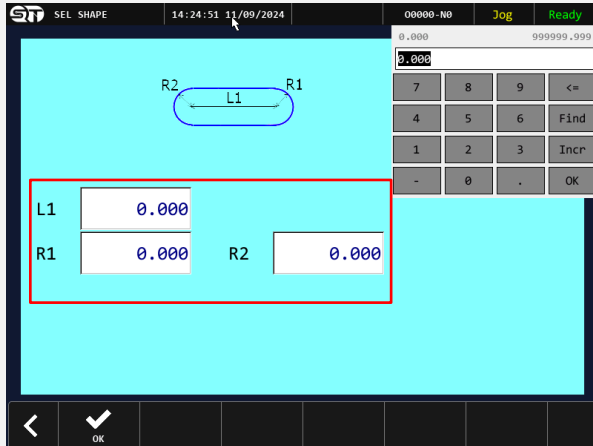 SEL SHAPE 14:24:51 11/09/2024 O0000-N0 Jog Ready
0.000 999999.999
0.000
7 8 9 <=
4 5 6 Find
1 2 3 Incr
- 0 . OK
R2 L1 R1
L1 0.000
R1 0.000 R2 0.000
OK